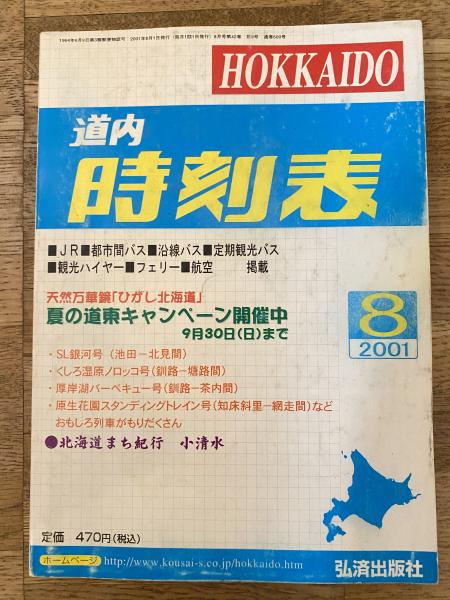 1964年6月9日第3種郵便物認可 2001年8月1日発行(毎月1回1日発行) 8月号第42巻 第8号 通巻509号
HOKKAIDO
道内
時刻表
■JR■都市間バス■沿線バス■定期観光バス
■観光ハイヤー■フェリー■航空 掲載
天然万華鏡「ひがし北海道」
夏の道東キャンペーン開催中
9月30日(日)まで
・SL銀河号(池田−北見間)
・くしろ湿原ノロッコ号(釧路−塘路間)
・厚岸湖バーベキュー号(釧路−茶内間)
・原生花園スタンディングトレイン号(知床斜里−網走間)など
おもしろ列車がもりだくさん
●北海道まち紀行 小清水
8
2001
定価 470円(税込)
ホームページ http://www.kousai-s.co.jp/hokkaido.htm
弘済出版社